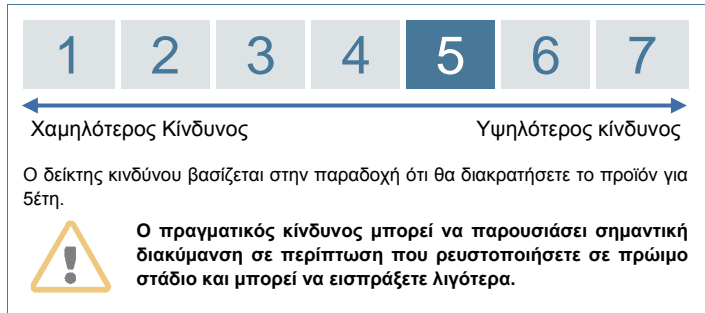 1 2 3 4 5 6 7
Χαμηλότερος Κίνδυνος Υψηλότερος κίνδυνος
Ο δείκτης κινδύνου βασίζεται στην παραδοχή ότι θα διακρατήσετε το προϊόν για
5έτη.
Ο πραγματικός κίνδυνος μπορεί να παρουσιάσει σημαντική
διακύμανση σε περίπτωση που ρευστοποιήσετε σε πρώιμο
στάδιο και μπορεί να εισπράξετε λιγότερα.